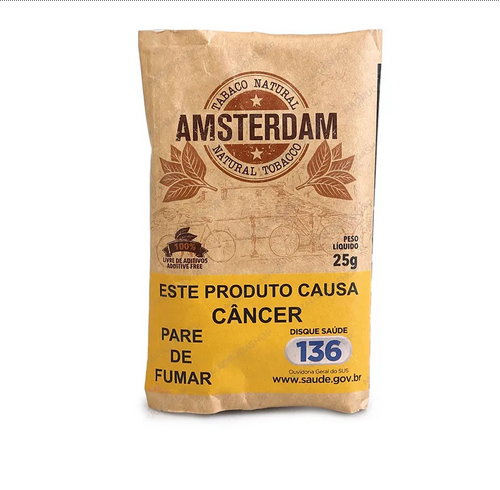 TABACO NATURAL
AMSTERDAM
NATURAL TOBACCO
100%
LIVRE DE ADITIVOS
ADDITIVE FREE
PESO
LÍQUIDO
25g
ESTE PRODUTO CAUSA
CÂNCER
PARE
DE
FUMAR
DISQUE SAÚDE
136
Ouvidoria Geral do SUS
www.saude.gov.br